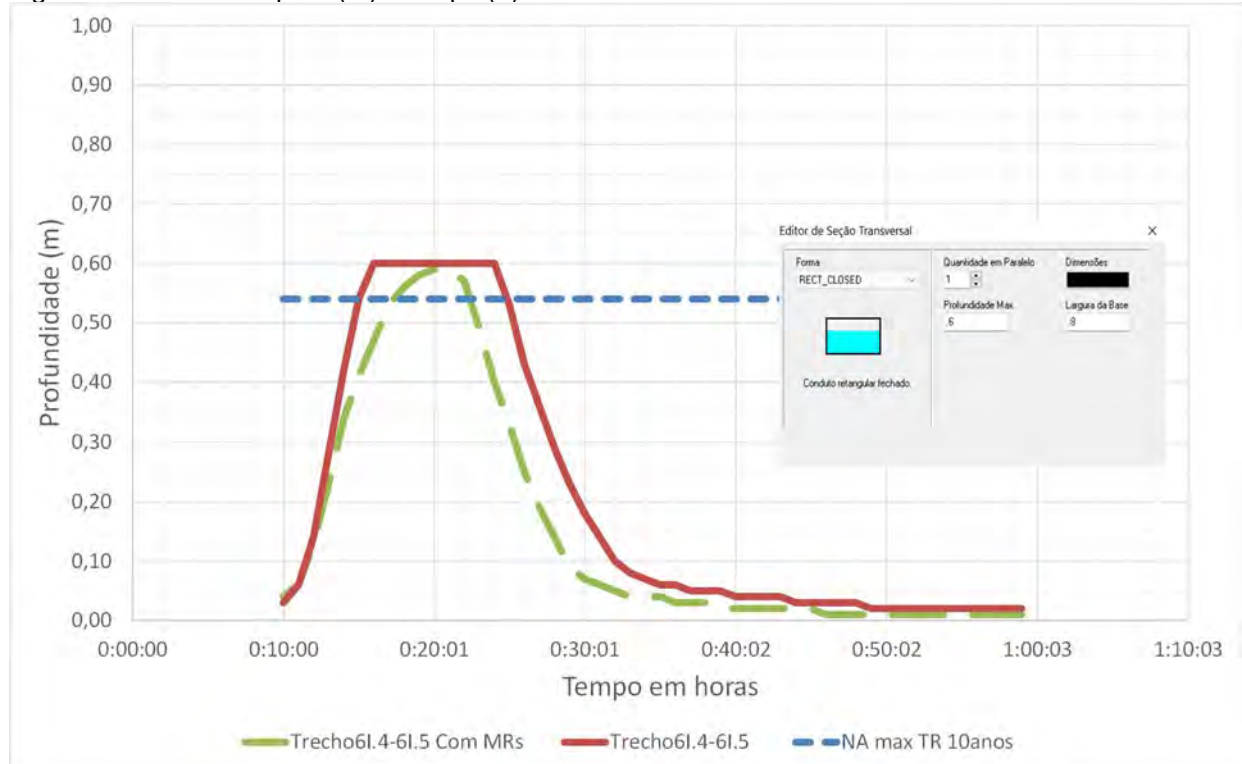 1,00
0,90
0,80
0,70
0,60
0,50
0,40
0,30
0,20
0,10
0,00
Profundidade (m)
Editor de Seção Transversal X
Forma
RECT_CLOSED
Quantidade em Paralelo
1
Dimensões
Profundidade Max.
.6
Largura da Base
.8
Conduto retangular fechado.
0:00:00 0:10:00 0:20:01 0:30:01 0:40:02 0:50:02 1:00:03 1:10:03
Tempo em horas
Trecho6I.4-6I.5 Com MRs Trecho6I.4-6I.5 NA max TR 10anos